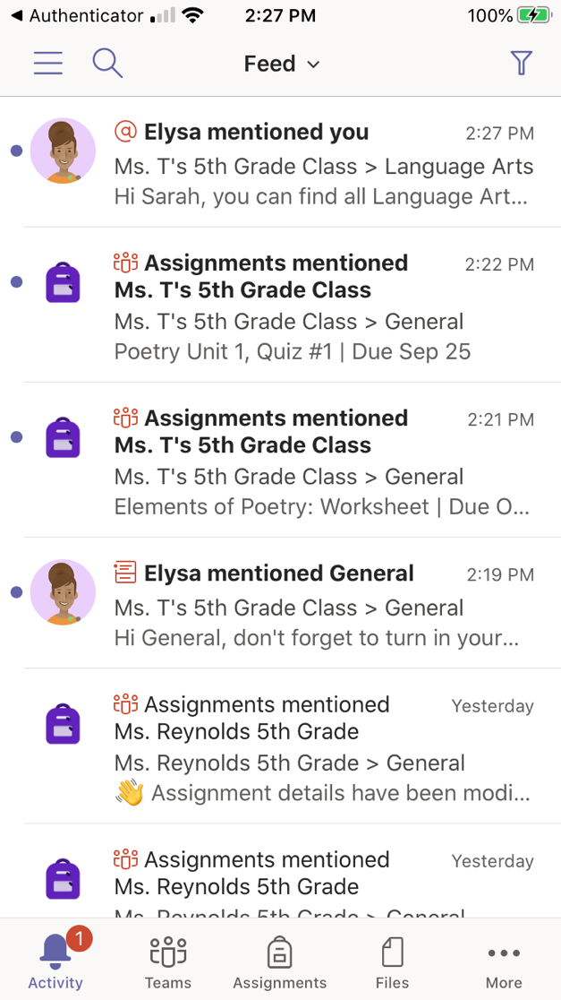 Authenticator 2:27 PM 100%
Feed
@ Elysa mentioned you 2:27 PM
Ms. T's 5th Grade Class > Language Arts
Hi Sarah, you can find all Language Art...
Assignments mentioned 2:22 PM
Ms. T's 5th Grade Class
Ms. T's 5th Grade Class > General
Poetry Unit 1, Quiz #1 | Due Sep 25
Assignments mentioned 2:21 PM
Ms. T's 5th Grade Class
Ms. T's 5th Grade Class > General
Elements of Poetry: Worksheet | Due O...
Elysa mentioned General 2:19 PM
Ms. T's 5th Grade Class > General
Hi General, don't forget to turn in your...
Assignments mentioned Yesterday
Ms. Reynolds 5th Grade
Ms. Reynolds 5th Grade > General
👋 Assignment details have been modi...
Assignments mentioned Yesterday
Ms. Reynolds 5th Grade
Ms. Reynolds 5th Grade > General
1
Activity Teams Assignments Files More